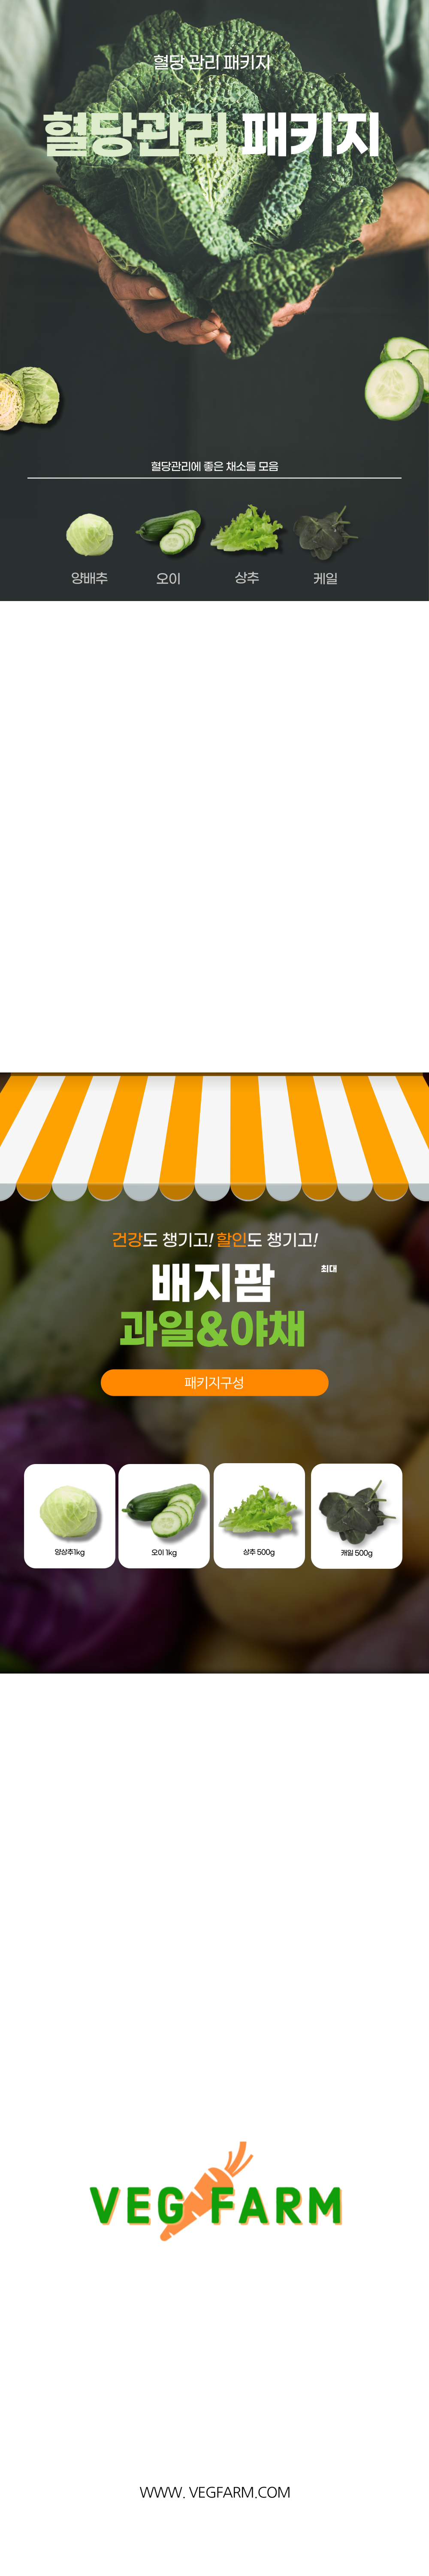 혈당 관리 패키지
혈당관리 패키지
혈당관리에 좋은 채소들 모음
양배추 오이 상추 케일
건강도 챙기고! 할인도 챙기고!
배지팜 최대
과일&야채
패키지구성
양상추1kg 오이 1kg 상추 500g 캐일 500g
VEG FARM
WWW. VEGFARM.COM